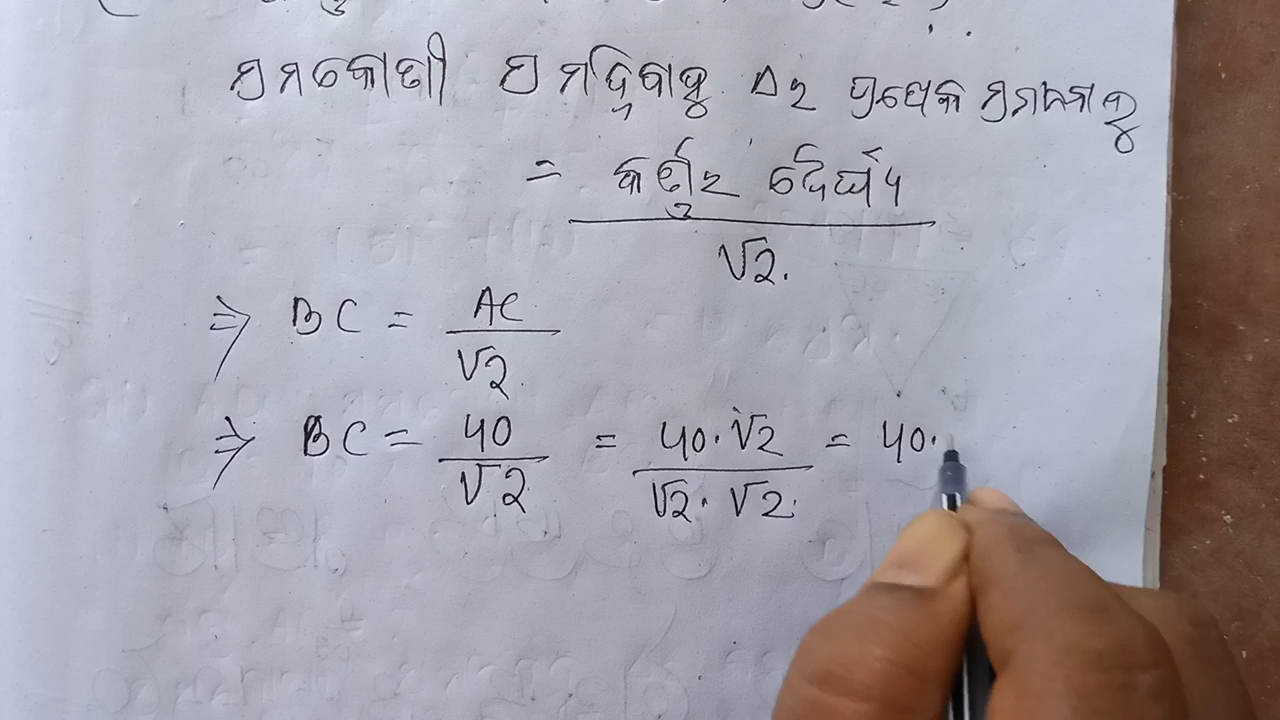 ସମକୋଣୀ ସମଦ୍ବିବାହୁ Δର ପ୍ରତ୍ୟେକ ସମାନବାହୁ
= କର୍ଣ୍ଣର ଦୈର୍ଘ୍ୟ / √2.
⇒ BC = AC / √2.
⇒ BC = 40 / √2 = 40·√2 / √2·√2. = 40·